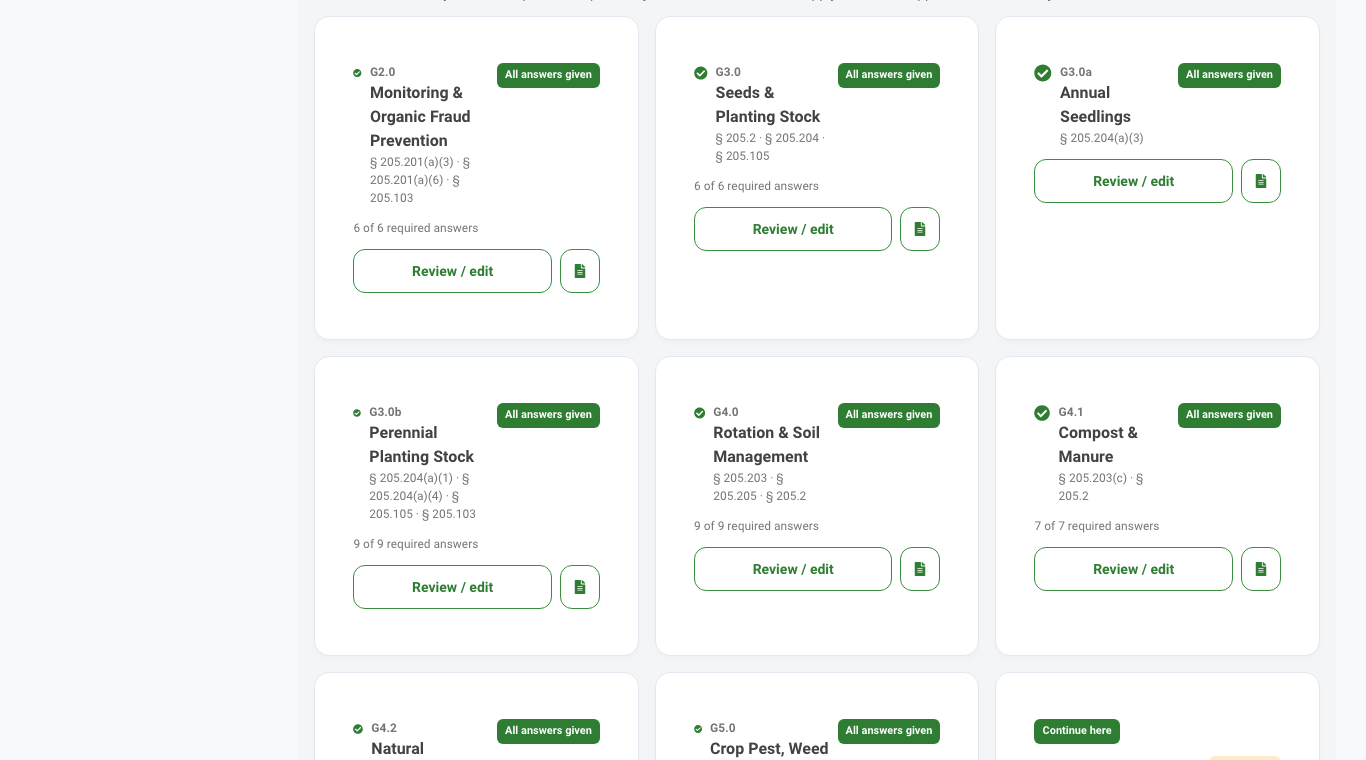 G2.0
All answers given
Monitoring &
Organic Fraud
Prevention
§ 205.201(a)(3) · §
205.201(a)(6) · §
205.103
6 of 6 required answers
Review / edit
G3.0
All answers given
Seeds &
Planting Stock
§ 205.2 · § 205.204 ·
§ 205.105
6 of 6 required answers
Review / edit
G3.0a
All answers given
Annual
Seedlings
§ 205.204(a)(3)
Review / edit
G3.0b
All answers given
Perennial
Planting Stock
§ 205.204(a)(1) · §
205.204(a)(4) · §
205.105 · § 205.103
9 of 9 required answers
Review / edit
G4.0
All answers given
Rotation & Soil
Management
§ 205.203 · §
205.205 · § 205.2
9 of 9 required answers
Review / edit
G4.1
All answers given
Compost &
Manure
§ 205.203(c) · §
205.2
7 of 7 required answers
Review / edit
G4.2
All answers given
Natural
G5.0
All answers given
Crop Pest, Weed
Continue here